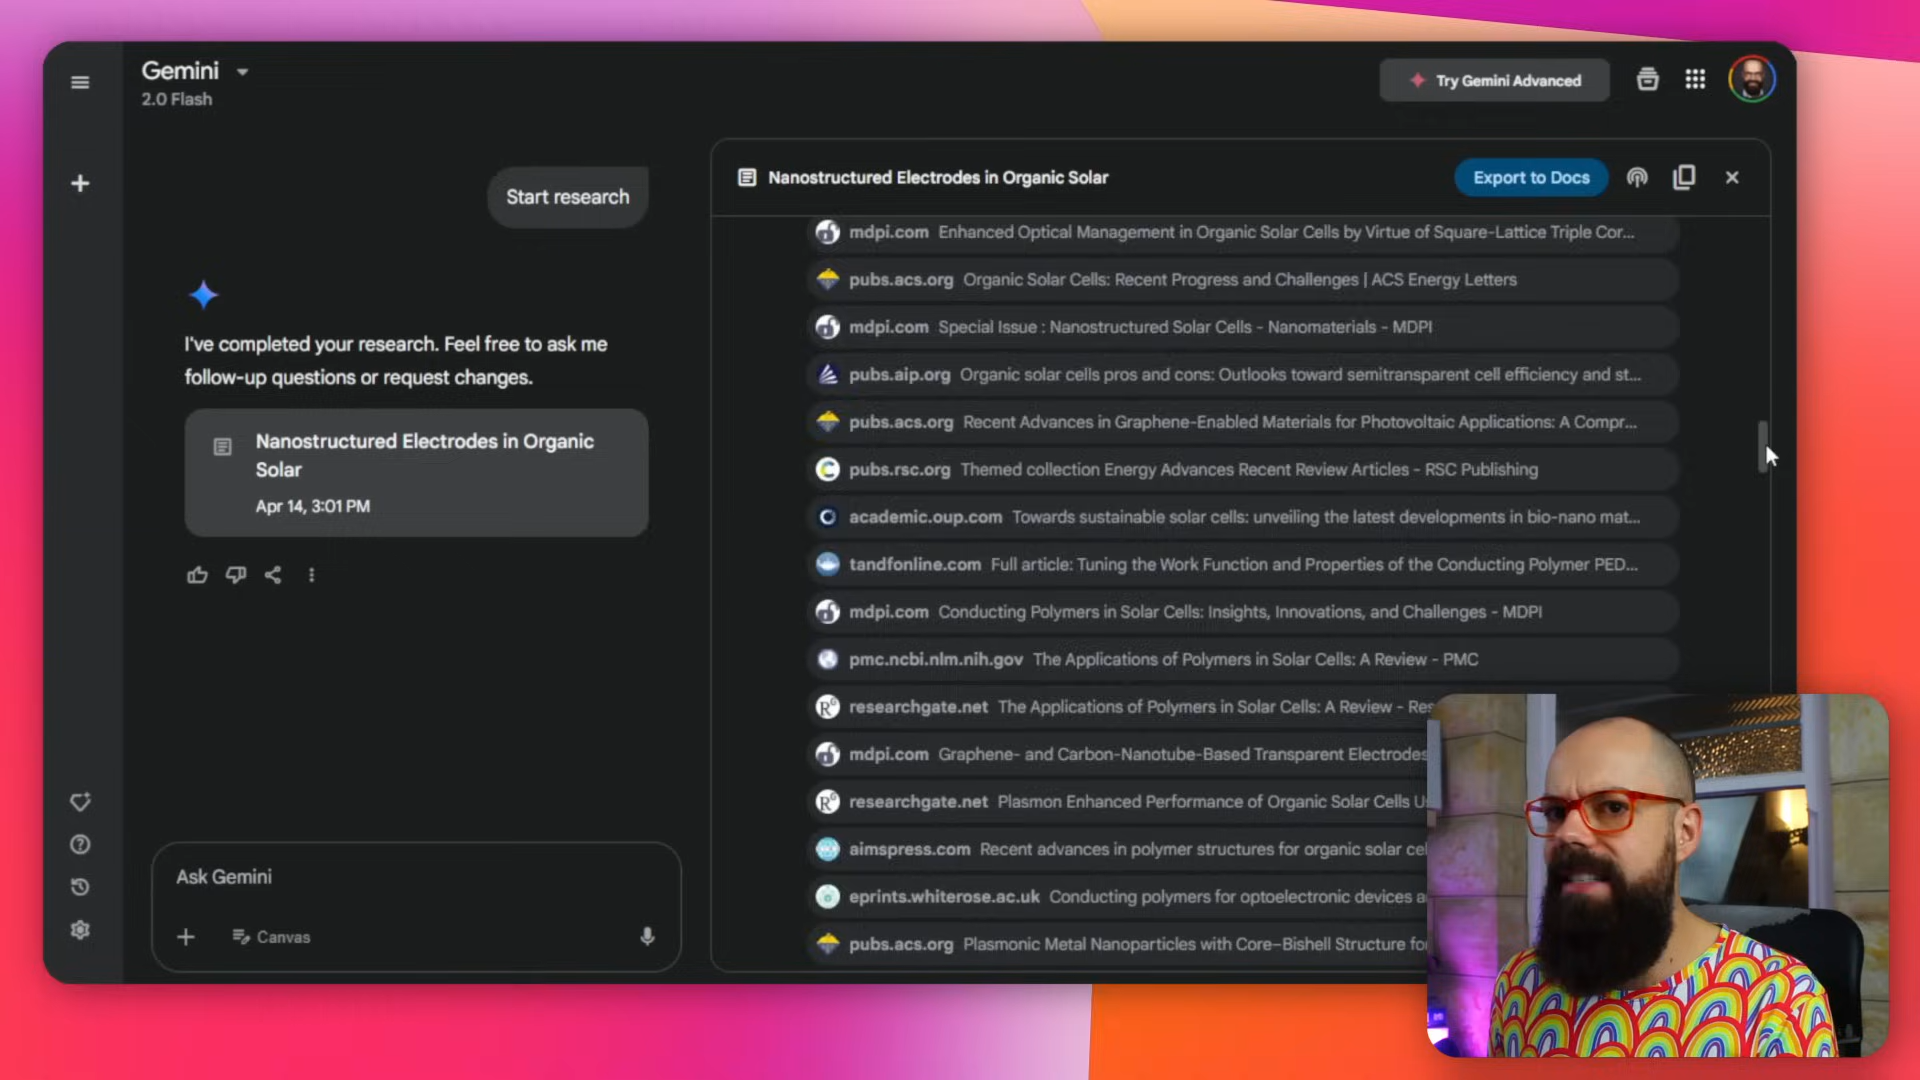 Gemini
2.0 Flash
Try Gemini Advanced
Start research
I've completed your research. Feel free to ask me
follow-up questions or request changes.
Nanostructured Electrodes in Organic
Solar
Apr 14, 3:01 PM
Ask Gemini
Canvas
Nanostructured Electrodes in Organic Solar
Export to Docs
mdpi.com Enhanced Optical Management in Organic Solar Cells by Virtue of Square-Lattice Triple Cor...
pubs.acs.org Organic Solar Cells: Recent Progress and Challenges | ACS Energy Letters
mdpi.com Special Issue : Nanostructured Solar Cells - Nanomaterials - MDPI
pubs.aip.org Organic solar cells pros and cons: Outlooks toward semitransparent cell efficiency and st...
pubs.acs.org Recent Advances in Graphene-Enabled Materials for Photovoltaic Applications: A Compr...
pubs.rsc.org Themed collection Energy Advances Recent Review Articles - RSC Publishing
academic.oup.com Towards sustainable solar cells: unveiling the latest developments in bio-nano mat...
tandfonline.com Full article: Tuning the Work Function and Properties of the Conducting Polymer PED...
mdpi.com Conducting Polymers in Solar Cells: Insights, Innovations, and Challenges - MDPI
pmc.ncbi.nlm.nih.gov The Applications of Polymers in Solar Cells: A Review - PMC
researchgate.net The Applications of Polymers in Solar Cells: A Review - Res
mdpi.com Graphene- and Carbon-Nanotube-Based Transparent Electrodes
researchgate.net Plasmon Enhanced Performance of Organic Solar Cells U
aimspress.com Recent advances in polymer structures for organic solar cel
eprints.whiterose.ac.uk Conducting polymers for optoelectronic devices a
pubs.acs.org Plasmonic Metal Nanoparticles with Core–Bishell Structure fo